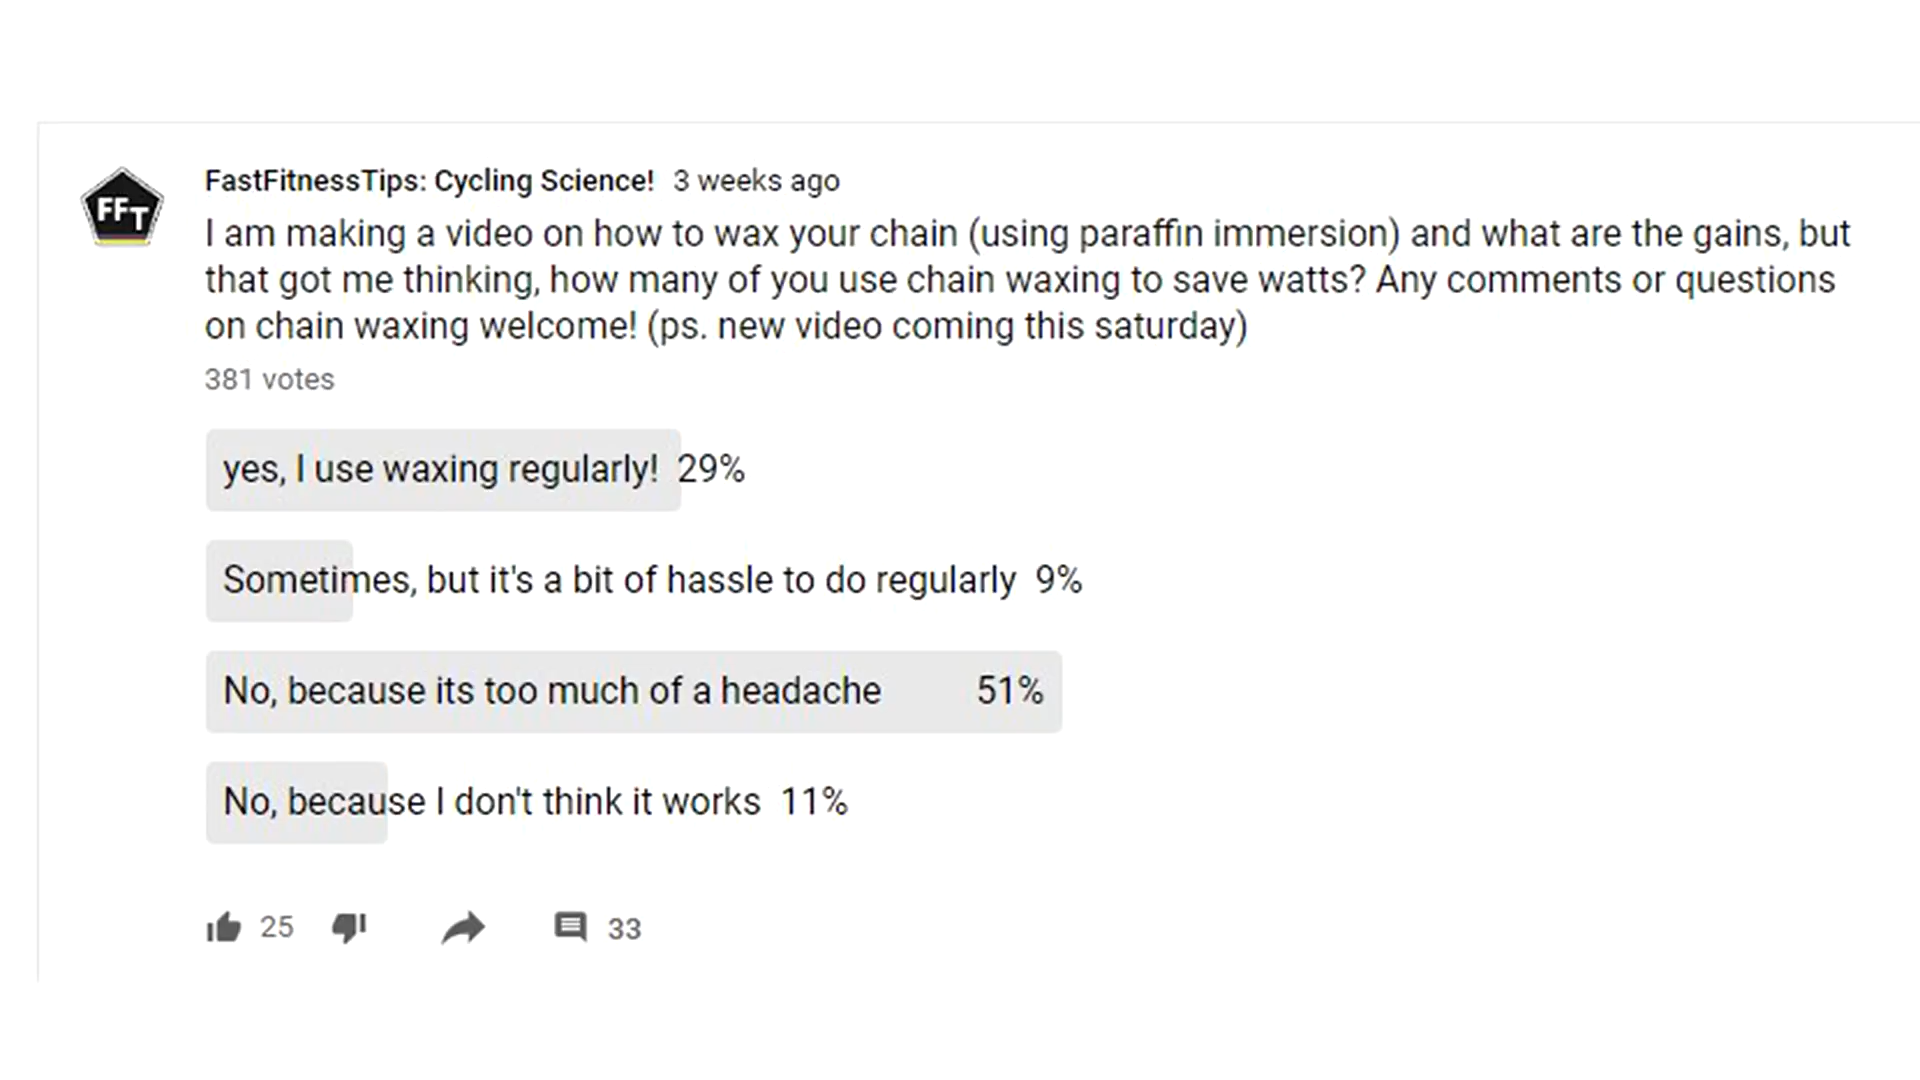 FFT
FastFitnessTips: Cycling Science! 3 weeks ago
I am making a video on how to wax your chain (using paraffin immersion) and what are the gains, but
that got me thinking, how many of you use chain waxing to save watts? Any comments or questions
on chain waxing welcome! (ps. new video coming this saturday)
381 votes
yes, I use waxing regularly! 29%
Sometimes, but it's a bit of hassle to do regularly 9%
No, because its too much of a headache 51%
No, because I don't think it works 11%
25 33